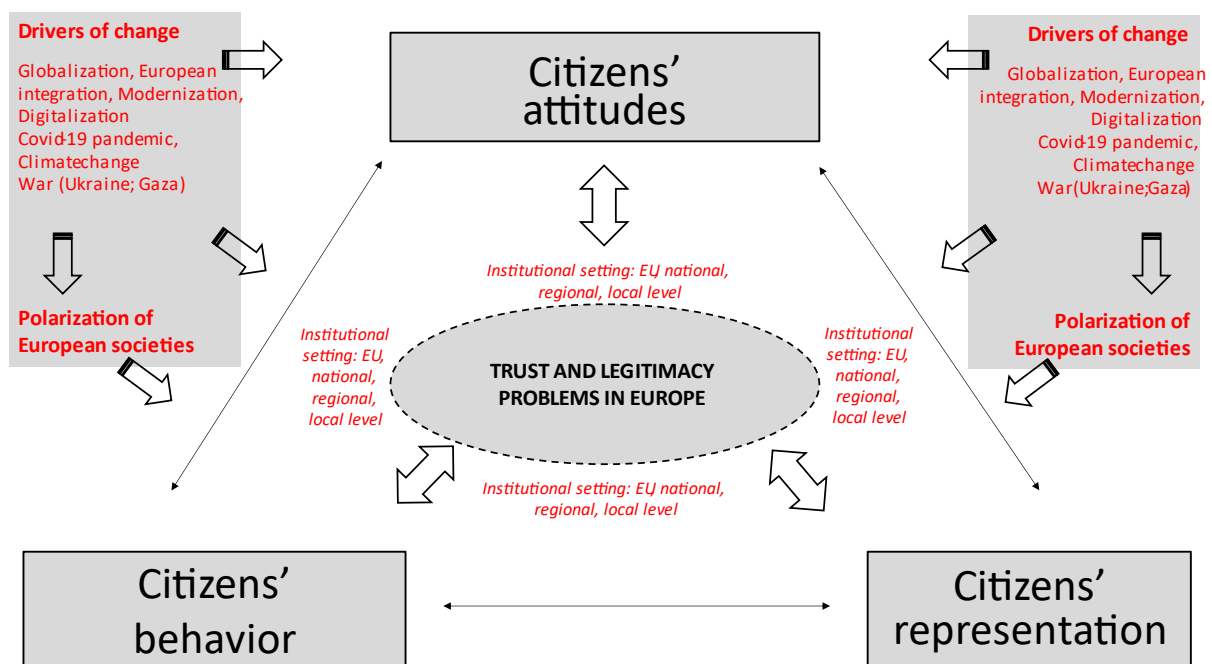 Drivers of change
Globalization, European
integration, Modernization,
Digitalization
Covid-19 pandemic,
Climatechange
War (Ukraine; Gaza)
Polarization of
European societies
Citizens’
attitudes
Drivers of change
Globalization, European
integration, Modernization,
Digitalization
Covid-19 pandemic,
Climatechange
War(Ukraine;Gaza)
Polarization of
European societies
Institutional setting: EU, national,
regional, local level
Institutional
setting: EU,
national,
regional,
local level
TRUST AND LEGITIMACY
PROBLEMS IN EUROPE
Institutional
setting: EU,
national,
regional,
local level
Institutional setting: EU, national,
regional, local level
Citizens’
behavior
Citizens’
representation